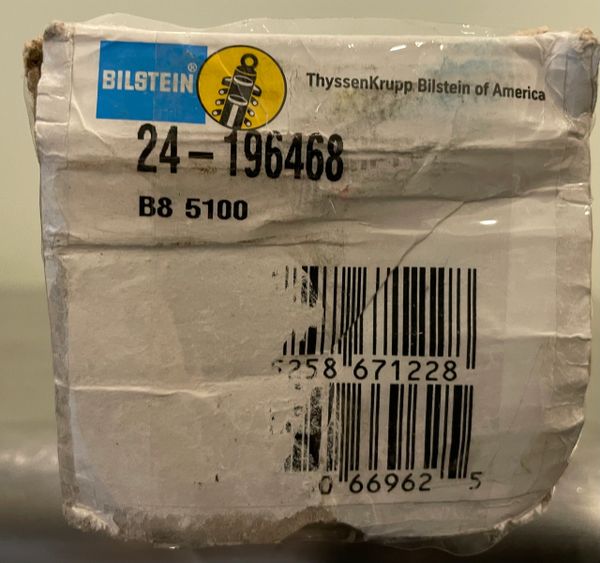 BILSTEIN®
ThyssenKrupp Bilstein of America
24-196468
B8 5100
258 671228
0 66962 5